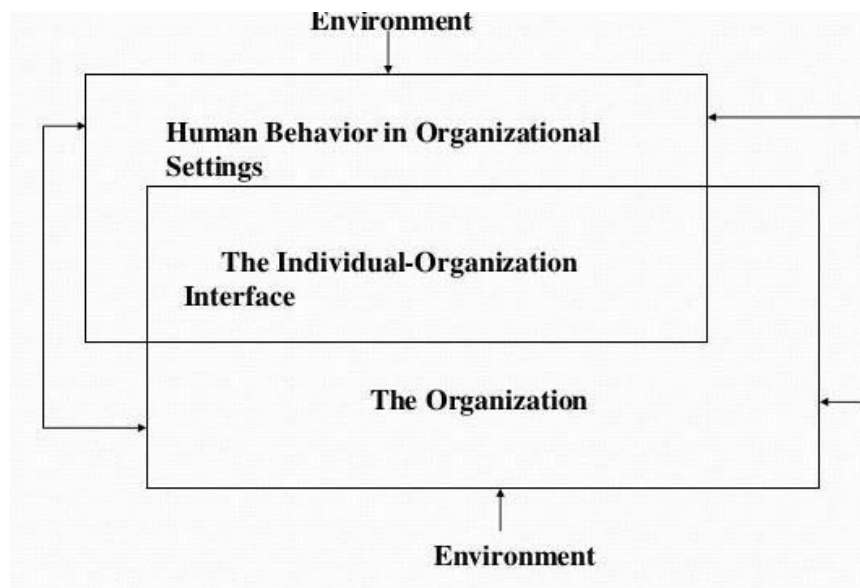 Environment
Human Behavior in Organizational
Settings
The Individual-Organization
Interface
The Organization
Environment